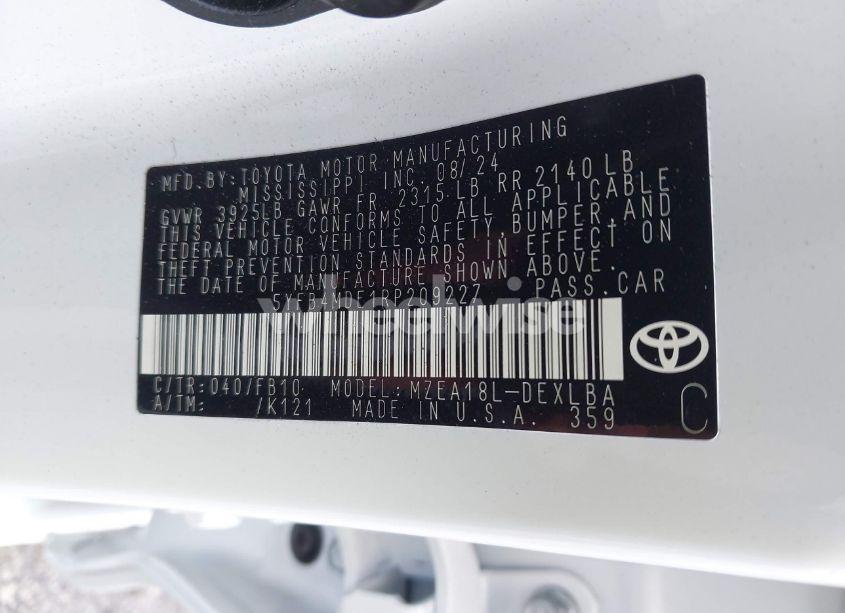 MFD. BY: TOYOTA MOTOR MANUFACTURING
MISSISSIPPI INC. 08/24
GVWR 3925LB GAWR FR 2315 LB RR 2140 LB
THIS VEHICLE CONFORMS TO ALL APPLICABLE
FEDERAL MOTOR VEHICLE SAFETY, BUMPER, AND
THEFT PREVENTION STANDARDS IN EFFECT ON
THE DATE OF MANUFACTURE SHOWN ABOVE.
PASS. CAR
wheelwise
C/TR: 040/FB10 MODEL: MZEA18L-DEXLBA
A/TM: /K121 MADE IN U.S.A. 359
C